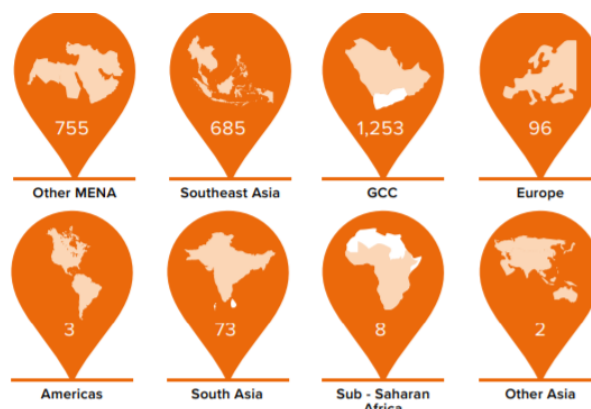 755
685
1,253
96
Other MENA
Southeast Asia
GCC
Europe
3
73
8
2
Americas
South Asia
Sub - Saharan
Africa
Other Asia